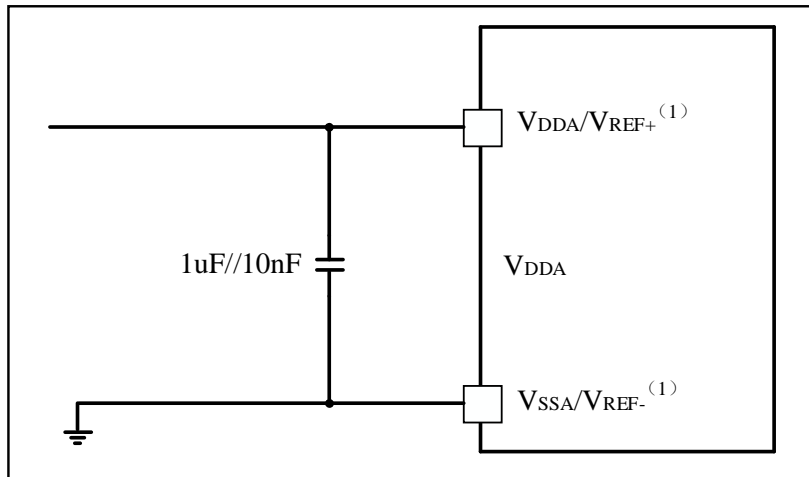 VDDA/VREF+（1）
1uF//10nF
VDDA
VSSA/VREF-（1）